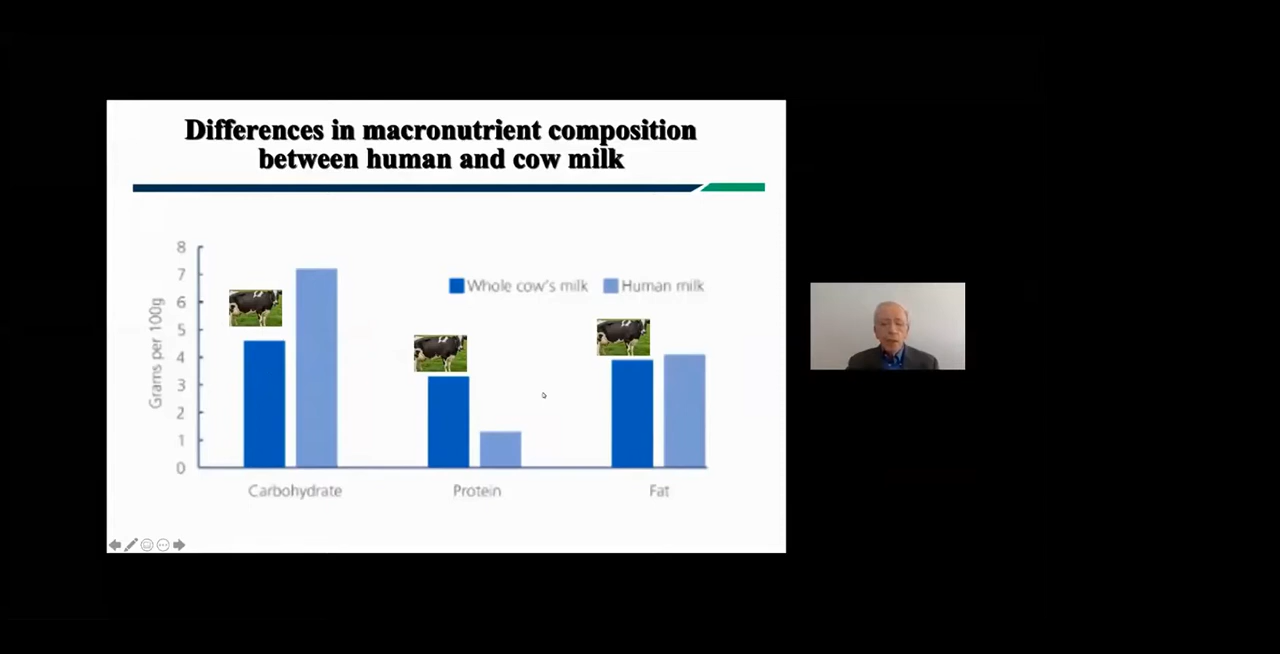 Differences in macronutrient composition
between human and cow milk
8
7
6
5
4
3
2
1
0
Grams per 100g
Whole cow's milk
Human milk
Carbohydrate
Protein
Fat